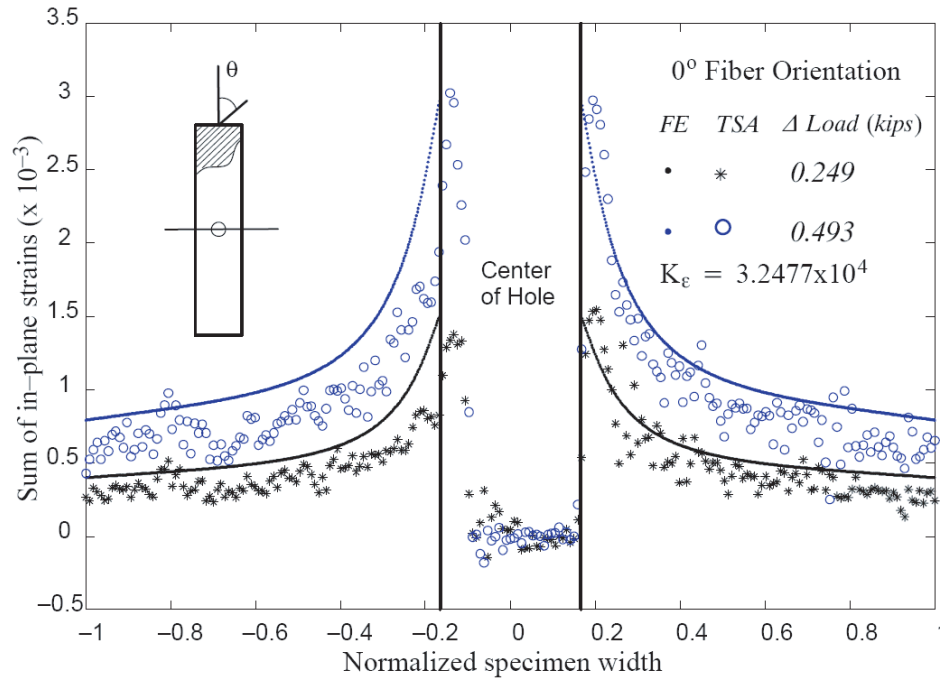 3.5
3
2.5
2
1.5
1
0.5
0
–0.5
Sum of in–plane strains (x 10⁻³)
θ
0° Fiber Orientation
FE TSA Δ Load (kips)
0.249
0.493
K_ε = 3.2477x10⁴
Center
of Hole
–1 –0.8 –0.6 –0.4 –0.2 0 0.2 0.4 0.6 0.8 1
Normalized specimen width